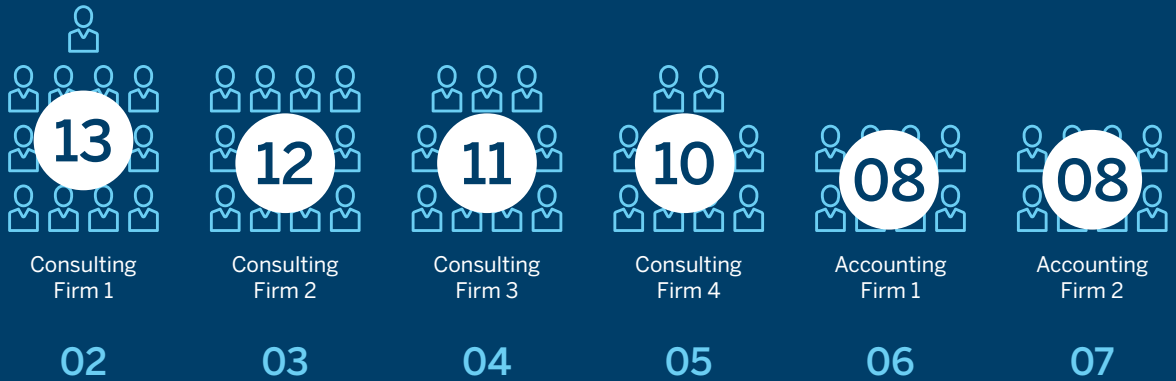 13
12
11
10
08
08
Consulting
Firm 1
Consulting
Firm 2
Consulting
Firm 3
Consulting
Firm 4
Accounting
Firm 1
Accounting
Firm 2
02
03
04
05
06
07